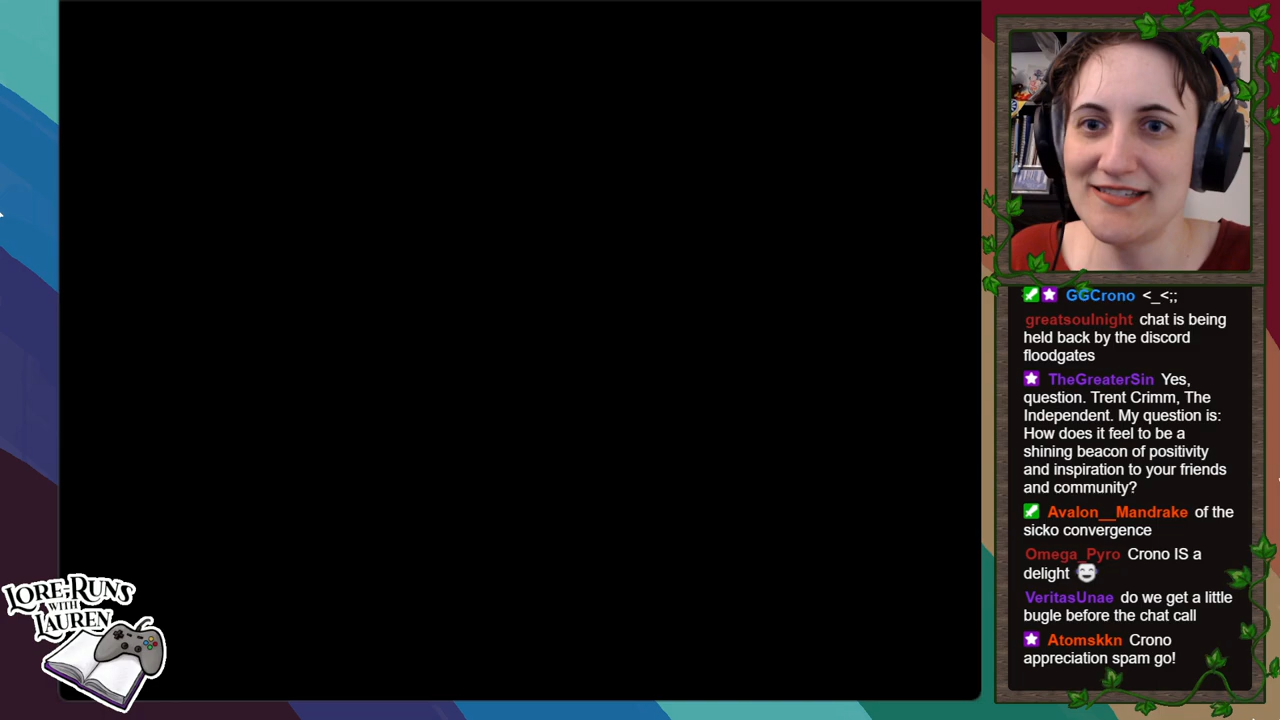 GGCrono <_<;;
greatsoulnight chat is being
held back by the discord
floodgates
TheGreaterSin Yes,
question. Trent Crimm, The
Independent. My question is:
How does it feel to be a
shining beacon of positivity
and inspiration to your friends
and community?
Avalon__Mandrake of the
sicko convergence
Omega_Pyro Crono IS a
delight
VeritasUnae do we get a little
bugle before the chat call
Atomskkn Crono
appreciation spam go!
LORE-RUNS
WITH
LAUREN